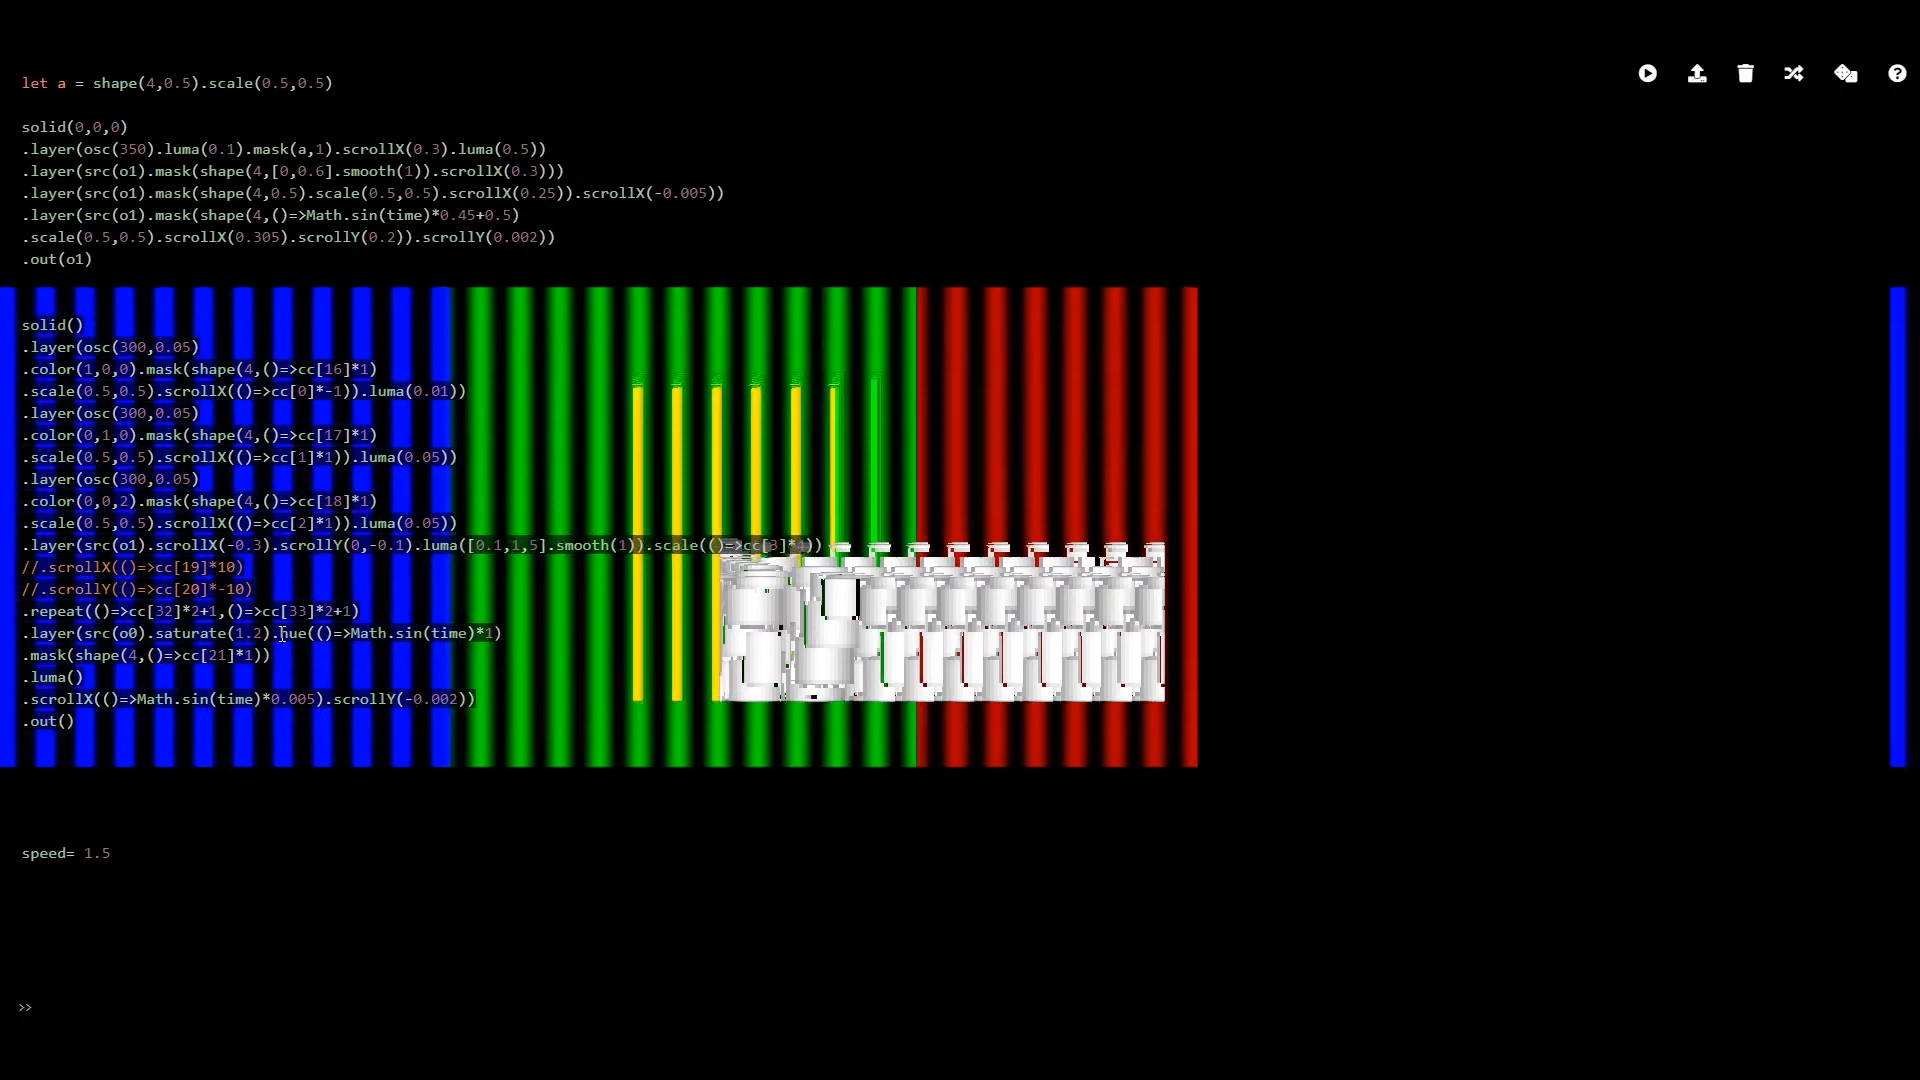 let a = shape(4,0.5).scale(0.5,0.5)
solid(0,0,0)
.layer(osc(350).luma(0.1).mask(a,1).scrollX(0.3).luma(0.5))
.layer(src(o1).mask(shape(4,[0,0.6].smooth(1)).scrollX(0.3)))
.layer(src(o1).mask(shape(4,0.5).scale(0.5,0.5).scrollX(0.25)).scrollX(-0.005))
.layer(src(o1).mask(shape(4,()=>Math.sin(time)*0.45+0.5)
.scale(0.5,0.5).scrollX(0.305).scrollY(0.2)).scrollY(0.002))
.out(o1)
solid()
.layer(osc(300,0.05)
.color(1,0,0).mask(shape(4,()=>cc[16]*1)
.scale(0.5,0.5).scrollX(()=>cc[0]*-1)).luma(0.01))
.layer(osc(300,0.05)
.color(0,1,0).mask(shape(4,()=>cc[17]*1)
.scale(0.5,0.5).scrollX(()=>cc[1]*1)).luma(0.05))
.layer(osc(300,0.05)
.color(0,0,2).mask(shape(4,()=>cc[18]*1)
.scale(0.5,0.5).scrollX(()=>cc[2]*1)).luma(0.05))
.layer(src(o1).scrollX(-0.3).scrollY(0,-0.1).luma([0.1,1,5].smooth(1)).scale(()=>cc[3]*4))
//.scrollX(()=>cc[19]*10)
//.scrollY(()=>cc[20]*-10)
.repeat(()=>cc[32]*2+1,()=>cc[33]*2+1)
.layer(src(o0).saturate(1.2).hue(()=>Math.sin(time)*1)
.mask(shape(4,()=>cc[21]*1))
.luma()
.scrollX(()=>Math.sin(time)*0.005).scrollY(-0.002))
.out()
speed= 1.5
>>